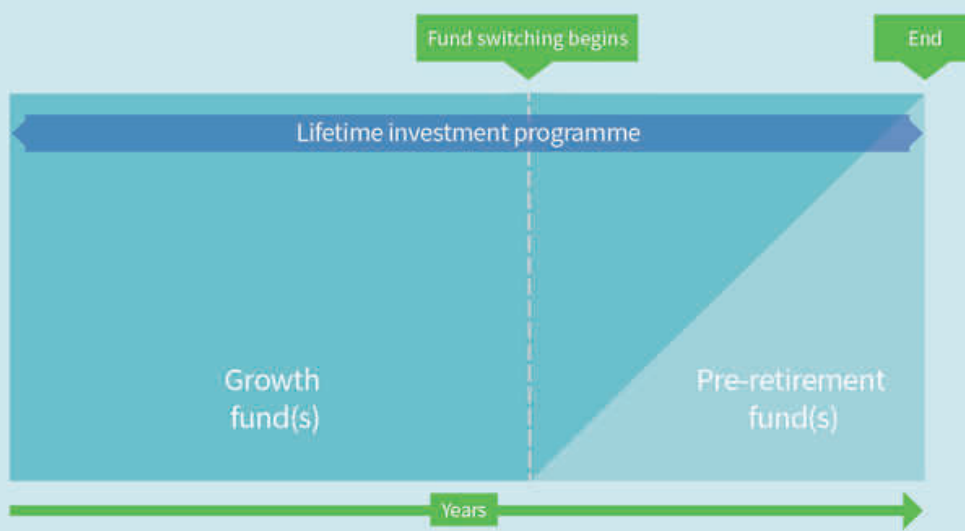 Fund switching begins
End
Lifetime investment programme
Growth
fund(s)
Pre-retirement
fund(s)
Years